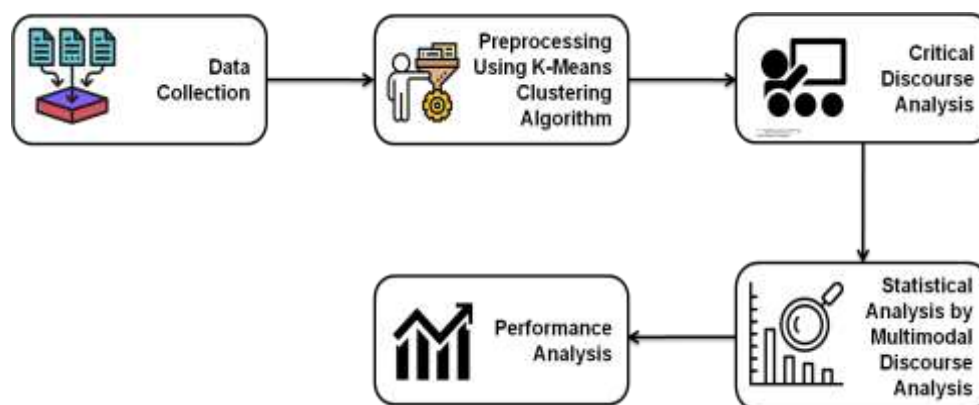 Data
Collection
Preprocessing
Using K-Means
Clustering
Algorithm
Critical
Discourse
Analysis
Statistical
Analysis by
Multimodal
Discourse
Analysis
Performance
Analysis